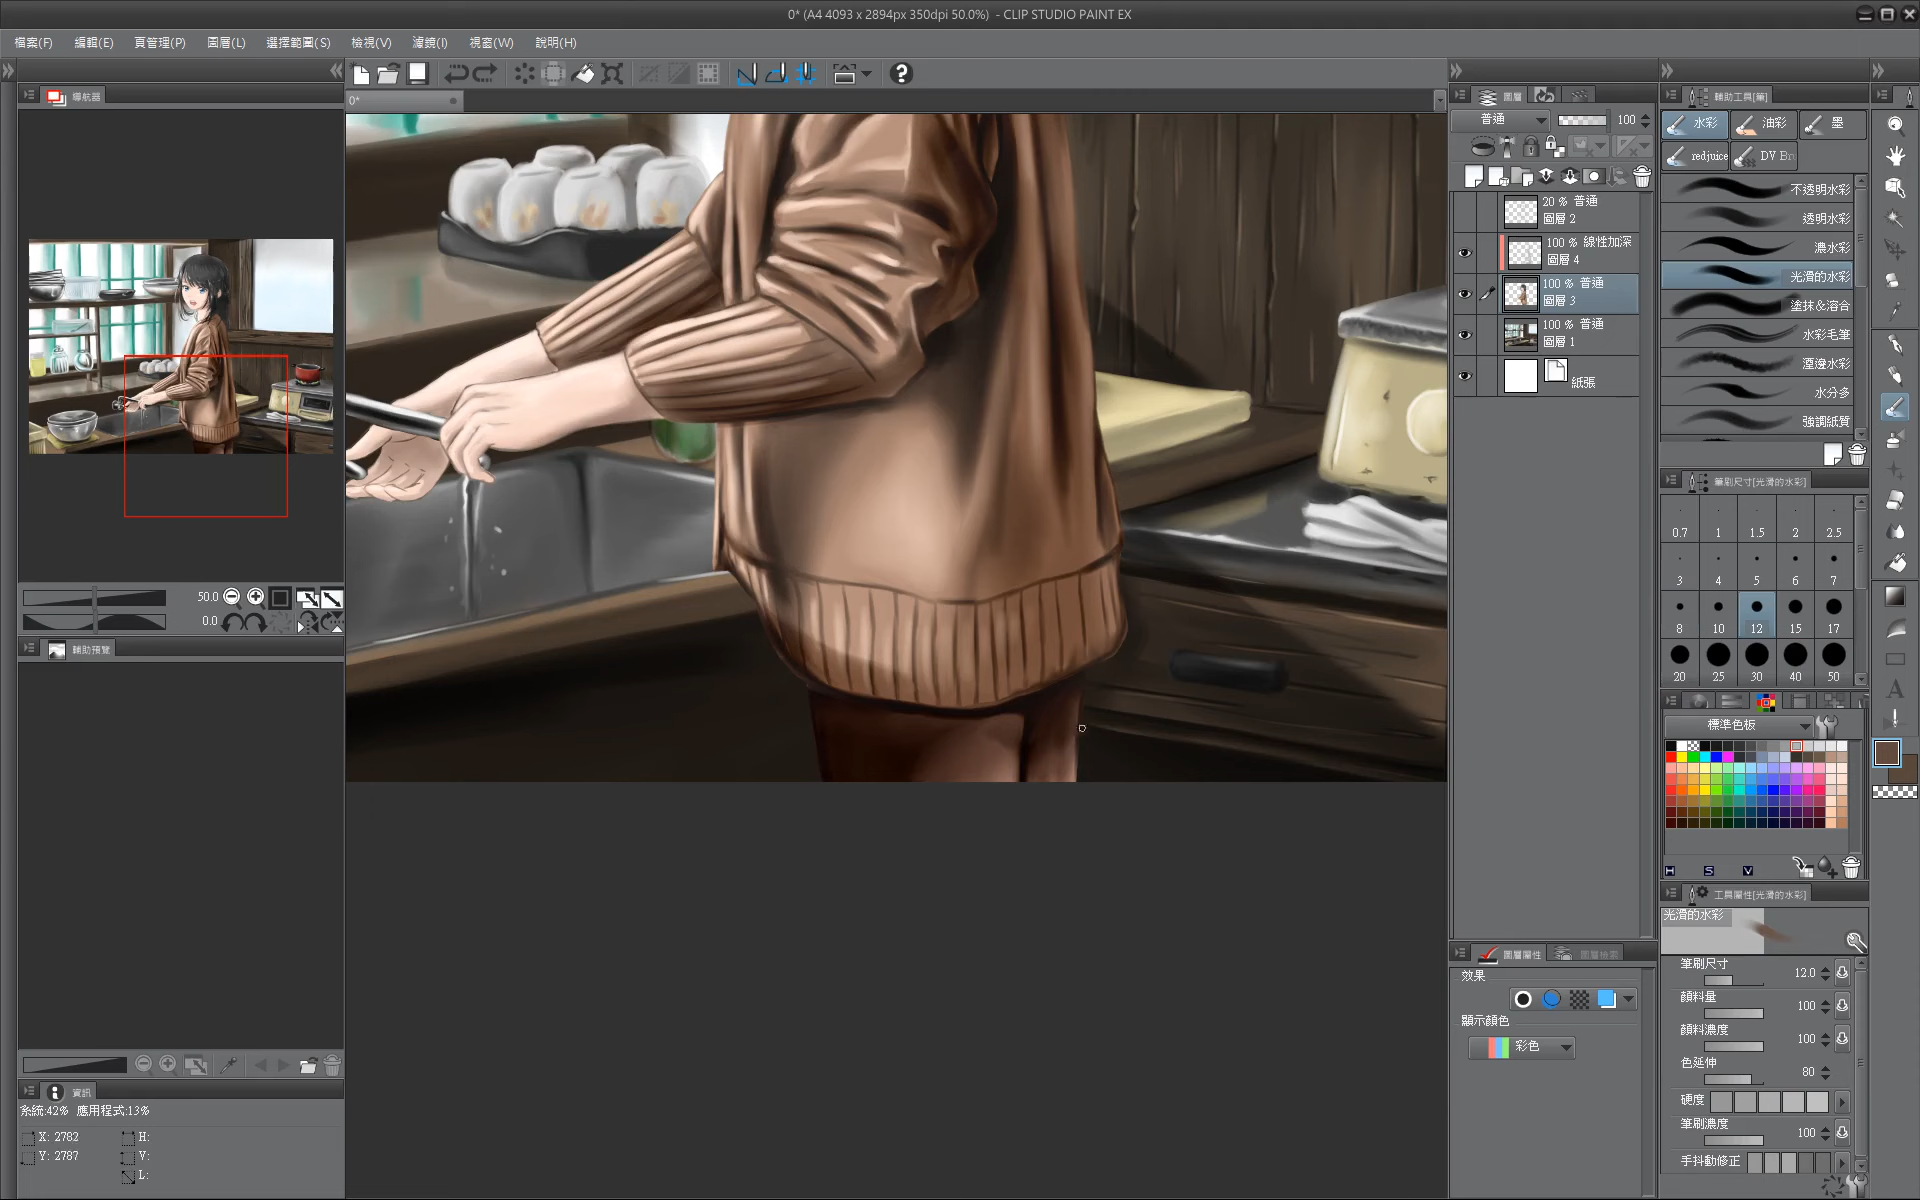 0* (A4 4093 x 2894px 350dpi 50.0%) - CLIP STUDIO PAINT EX
檔案(F) 編輯(E) 頁管理(P) 圖層(L) 選擇範圍(S) 檢視(V) 濾鏡(I) 視窗(W) 說明(H)
導航器
0*
50.0
0.0
輔助預覽
資訊
系統:42% 應用程式:13%
X: 2782 H:
Y: 2787 V:
L:
圖層
普通 100
20 % 普通
圖層 2
100 % 線性加深
圖層 4
100 % 普通
圖層 3
100 % 普通
圖層 1
紙張
圖層屬性 圖層檢索
效果
顯示顏色
彩色
輔助工具[筆]
水彩 油彩 墨
redjuice DV Bru
不透明水彩
透明水彩
濃水彩
光滑的水彩
塗抹&溶合
水彩毛筆
溼邊水彩
水分多
強調紙質
筆刷尺寸[光滑的水彩]
0.7 1 1.5 2 2.5
3 4 5 6 7
8 10 12 15 17
20 25 30 40 50
標準色板
H S V
工具屬性[光滑的水彩]
光滑的水彩
筆刷尺寸 12.0
顏料量 100
顏料濃度 100
色延伸 80
硬度
筆刷濃度 100
手抖動修正